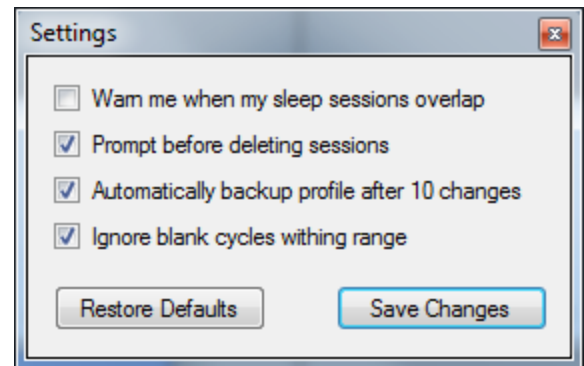 Settings
Warn me when my sleep sessions overlap
Prompt before deleting sessions
Automatically backup profile after 10 changes
Ignore blank cycles withing range
Restore Defaults
Save Changes